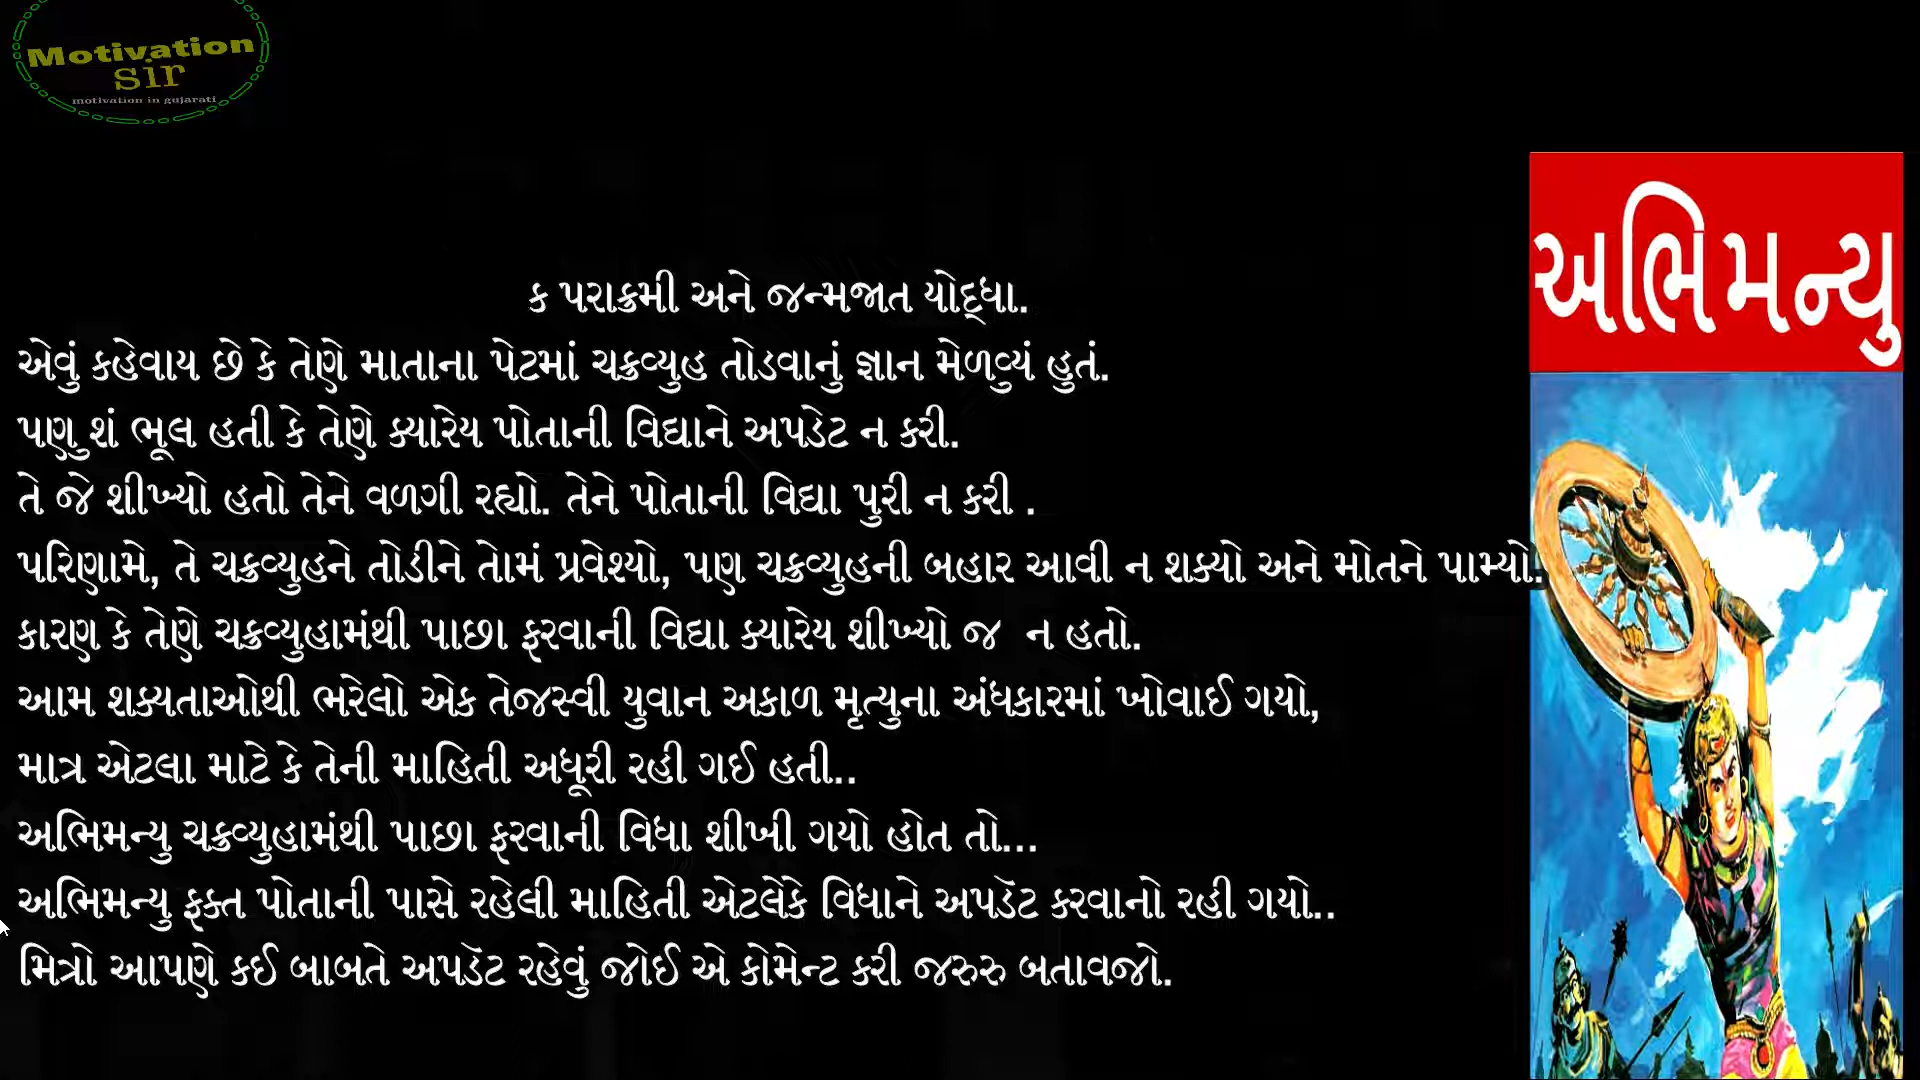 Motivation
Sir
motivation in gujarati
અભિમન્યુ
ક પરાક્રમી અને જન્મજાત યોદ્ધા.
એવું કહેવાય છે કે તેણે માતાના પેટમાં ચક્રવ્યુહ તોડવાનું જ્ઞાન મેળવ્યું હતું.
પણ શું ભૂલ હતી કે તેણે ક્યારેય પોતાની વિદ્યાને અપડેટ ન કરી.
તે જે શીખ્યો હતો તેને વળગી રહ્યો. તેને પોતાની વિદ્યા પુરી ન કરી .
પરિણામે, તે ચક્રવ્યુહને તોડીને તેામં પ્રવેશ્યો, પણ ચક્રવ્યુહની બહાર આવી ન શક્યો અને મોતને પામ્યો.
કારણ કે તેણે ચક્રવ્યુહામંથી પાછા ફરવાની વિદ્યા ક્યારેય શીખ્યો જ ન હતો.
આમ શક્યતાઓથી ભરેલો એક તેજસ્વી યુવાન અકાળ મૃત્યુના અંધકારમાં ખોવાઈ ગયો,
માત્ર એટલા માટે કે તેની માહિતી અધૂરી રહી ગઈ હતી..
અભિમન્યુ ચક્રવ્યુહામંથી પાછા ફરવાની વિધા શીખી ગયો હોત તો...
અભિમન્યુ ફક્ત પોતાની પાસે રહેલી માહિતી એટલેકે વિધાને અપડૅટ કરવાનો રહી ગયો..
મિત્રો આપણે કઈ બાબતે અપડૅટ રહેવું જોઈ એ કોમેન્ટ કરી જરુરુ બતાવજો.